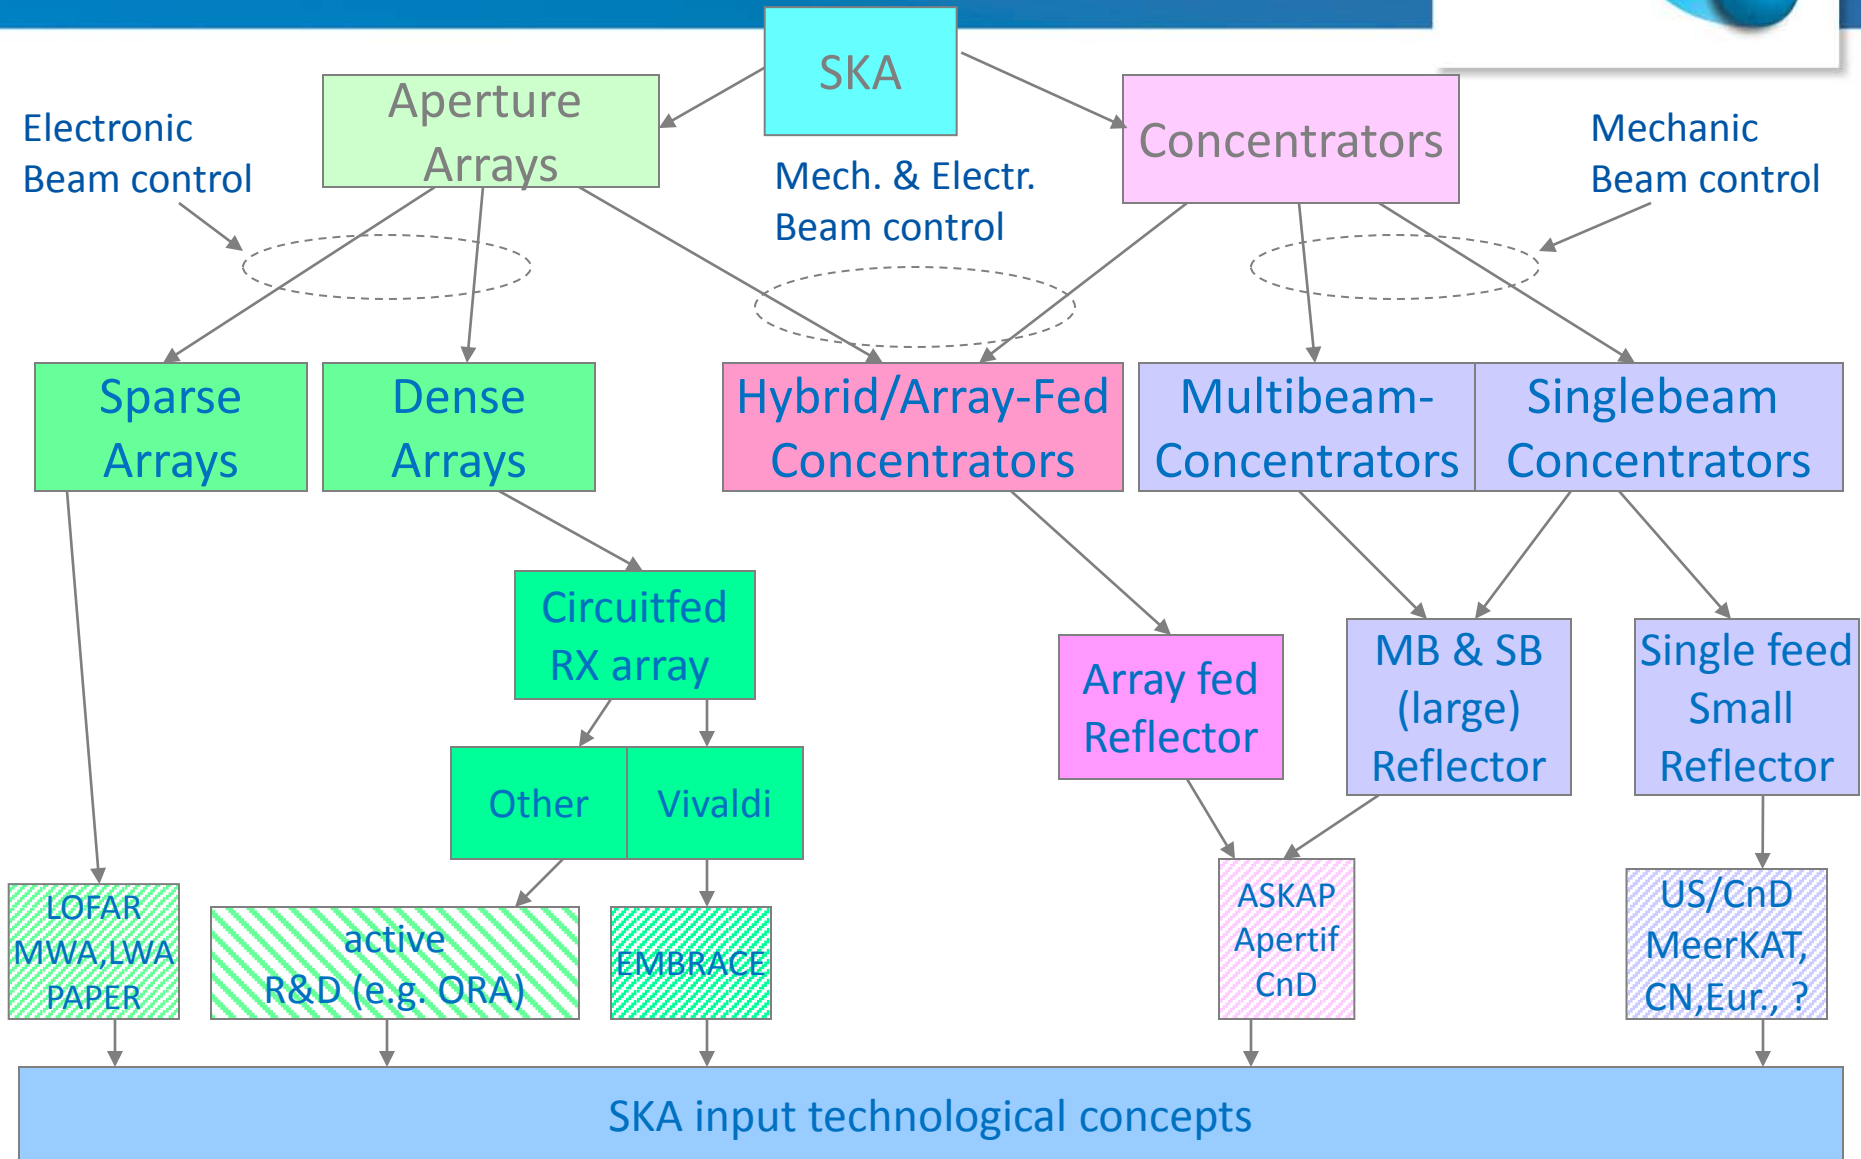 SKA
Aperture
Arrays
Concentrators
Electronic
Beam control
Mech. & Electr.
Beam control
Mechanic
Beam control
Sparse
Arrays
Dense
Arrays
Hybrid/Array-Fed
Concentrators
Multibeam-
Concentrators
Singlebeam
Concentrators
Circuitfed
RX array
Array fed
Reflector
MB & SB
(large)
Reflector
Single feed
Small
Reflector
Other
Vivaldi
LOFAR
MWA,LWA
PAPER
active
R&D (e.g. ORA)
EMBRACE
ASKAP
Apertif
CnD
US/CnD
MeerKAT,
CN,Eur., ?
SKA input technological concepts